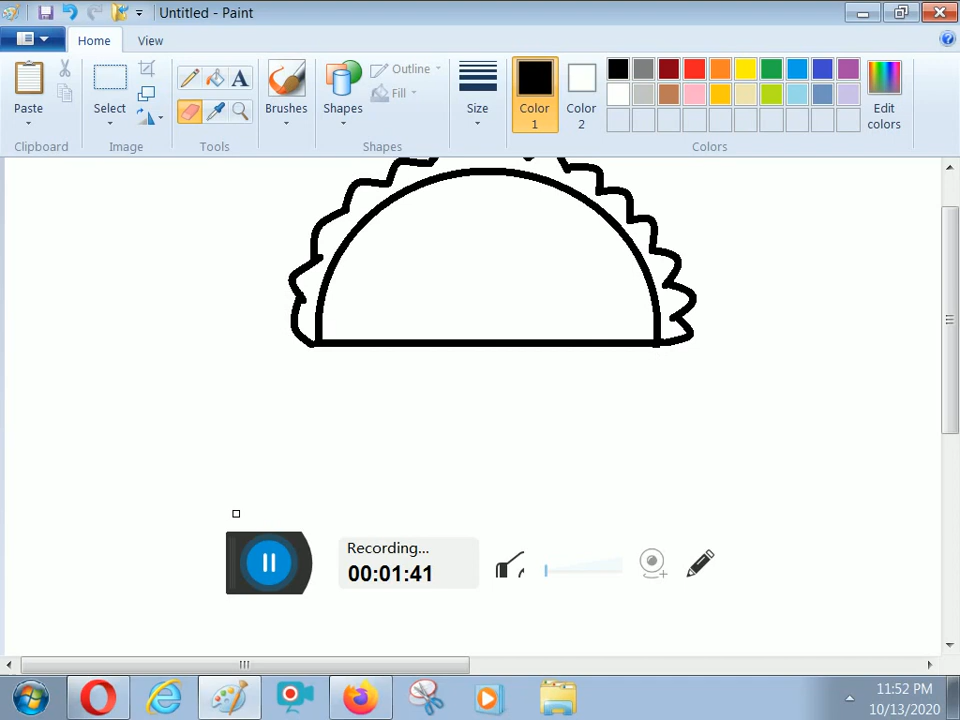 Untitled - Paint
Home View
Paste
Select
Brushes
Shapes
Outline
Fill
Size
Color 1
Color 2
Edit colors
Clipboard
Image
Tools
Shapes
Colors
Recording...
00:01:41
11:52 PM
10/13/2020